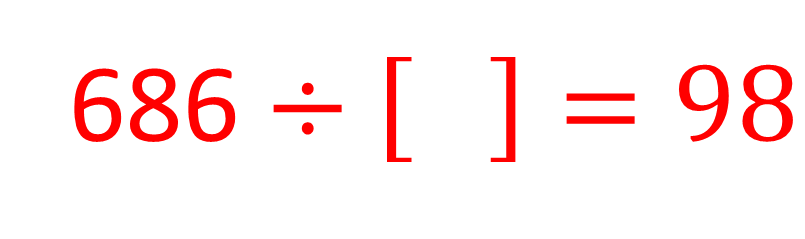 686 ÷ [  ] = 98